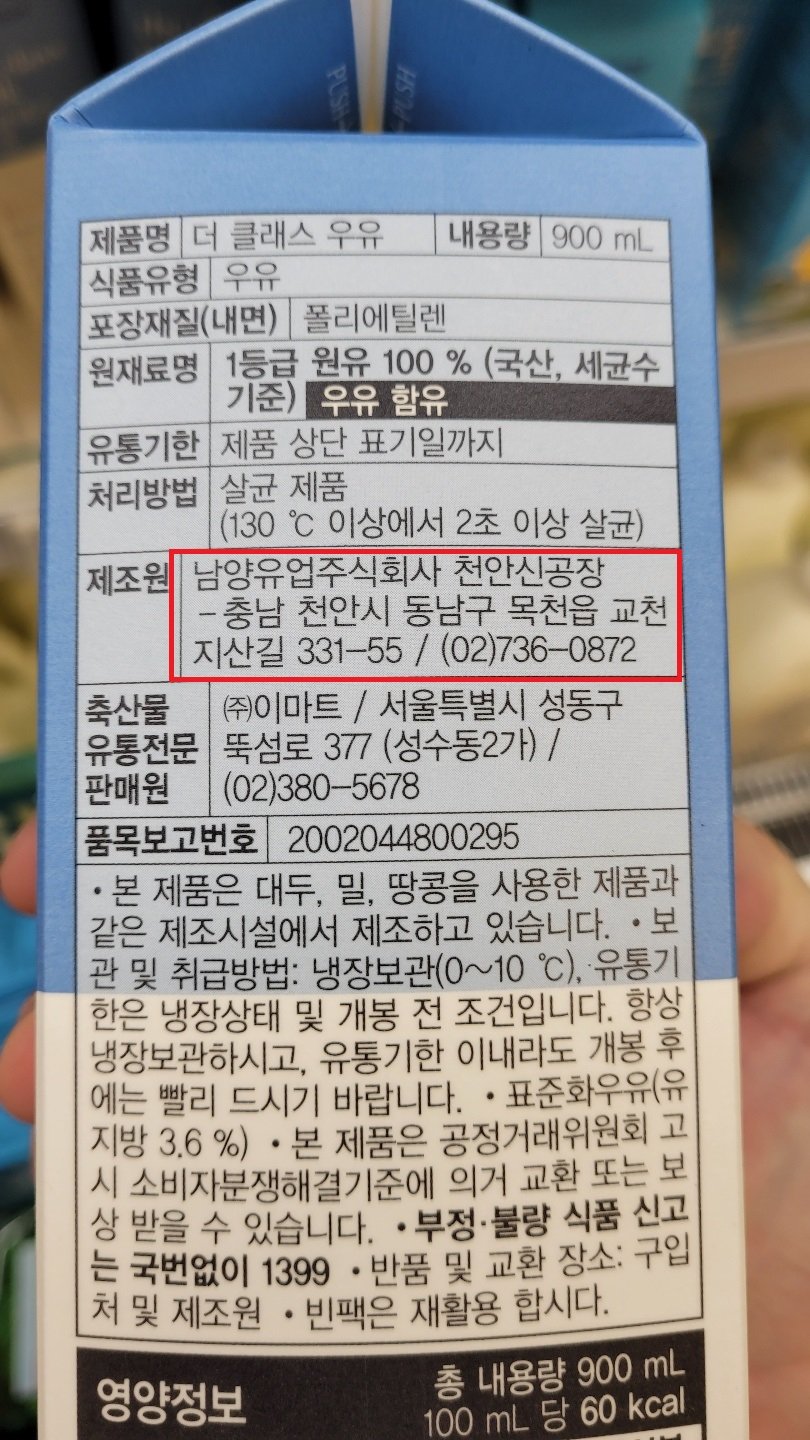 PUSH PUSH
제품명 더 클래스 우유 내용량 900 mL
식품유형 우유
포장재질(내면) 폴리에틸렌
원재료명 1등급 원유 100 % (국산, 세균수
기준) 우유 함유
유통기한 제품 상단 표기일까지
처리방법 살균 제품
(130 ℃ 이상에서 2초 이상 살균)
제조원 남양유업주식회사 천안신공장
– 충남 천안시 동남구 목천읍 교천
지산길 331–55 / (02)736–0872
축산물 ㈜이마트 / 서울특별시 성동구
유통전문 뚝섬로 377 (성수동2가) /
판매원 (02)380–5678
품목보고번호 2002044800295
• 본 제품은 대두, 밀, 땅콩을 사용한 제품과
같은 제조시설에서 제조하고 있습니다. • 보
관 및 취급방법: 냉장보관(0~10 ℃), 유통기
한은 냉장상태 및 개봉 전 조건입니다. 항상
냉장보관하시고, 유통기한 이내라도 개봉 후
에는 빨리 드시기 바랍니다. • 표준화우유(유
지방 3.6 %) • 본 제품은 공정거래위원회 고
시 소비자분쟁해결기준에 의거 교환 또는 보
상 받을 수 있습니다. • 부정·불량 식품 신고
는 국번없이 1399 • 반품 및 교환 장소: 구입
처 및 제조원 • 빈팩은 재활용 합시다.
영양정보 총 내용량 900 mL
100 mL 당 60 kcal